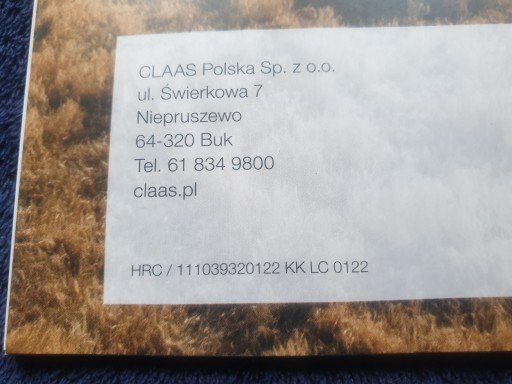 CLAAS Polska Sp. z o.o.
ul. Świerkowa 7
Niepruszewo
64-320 Buk
Tel. 61 834 9800
claas.pl
HRC / 111039320122 KK LC 0122